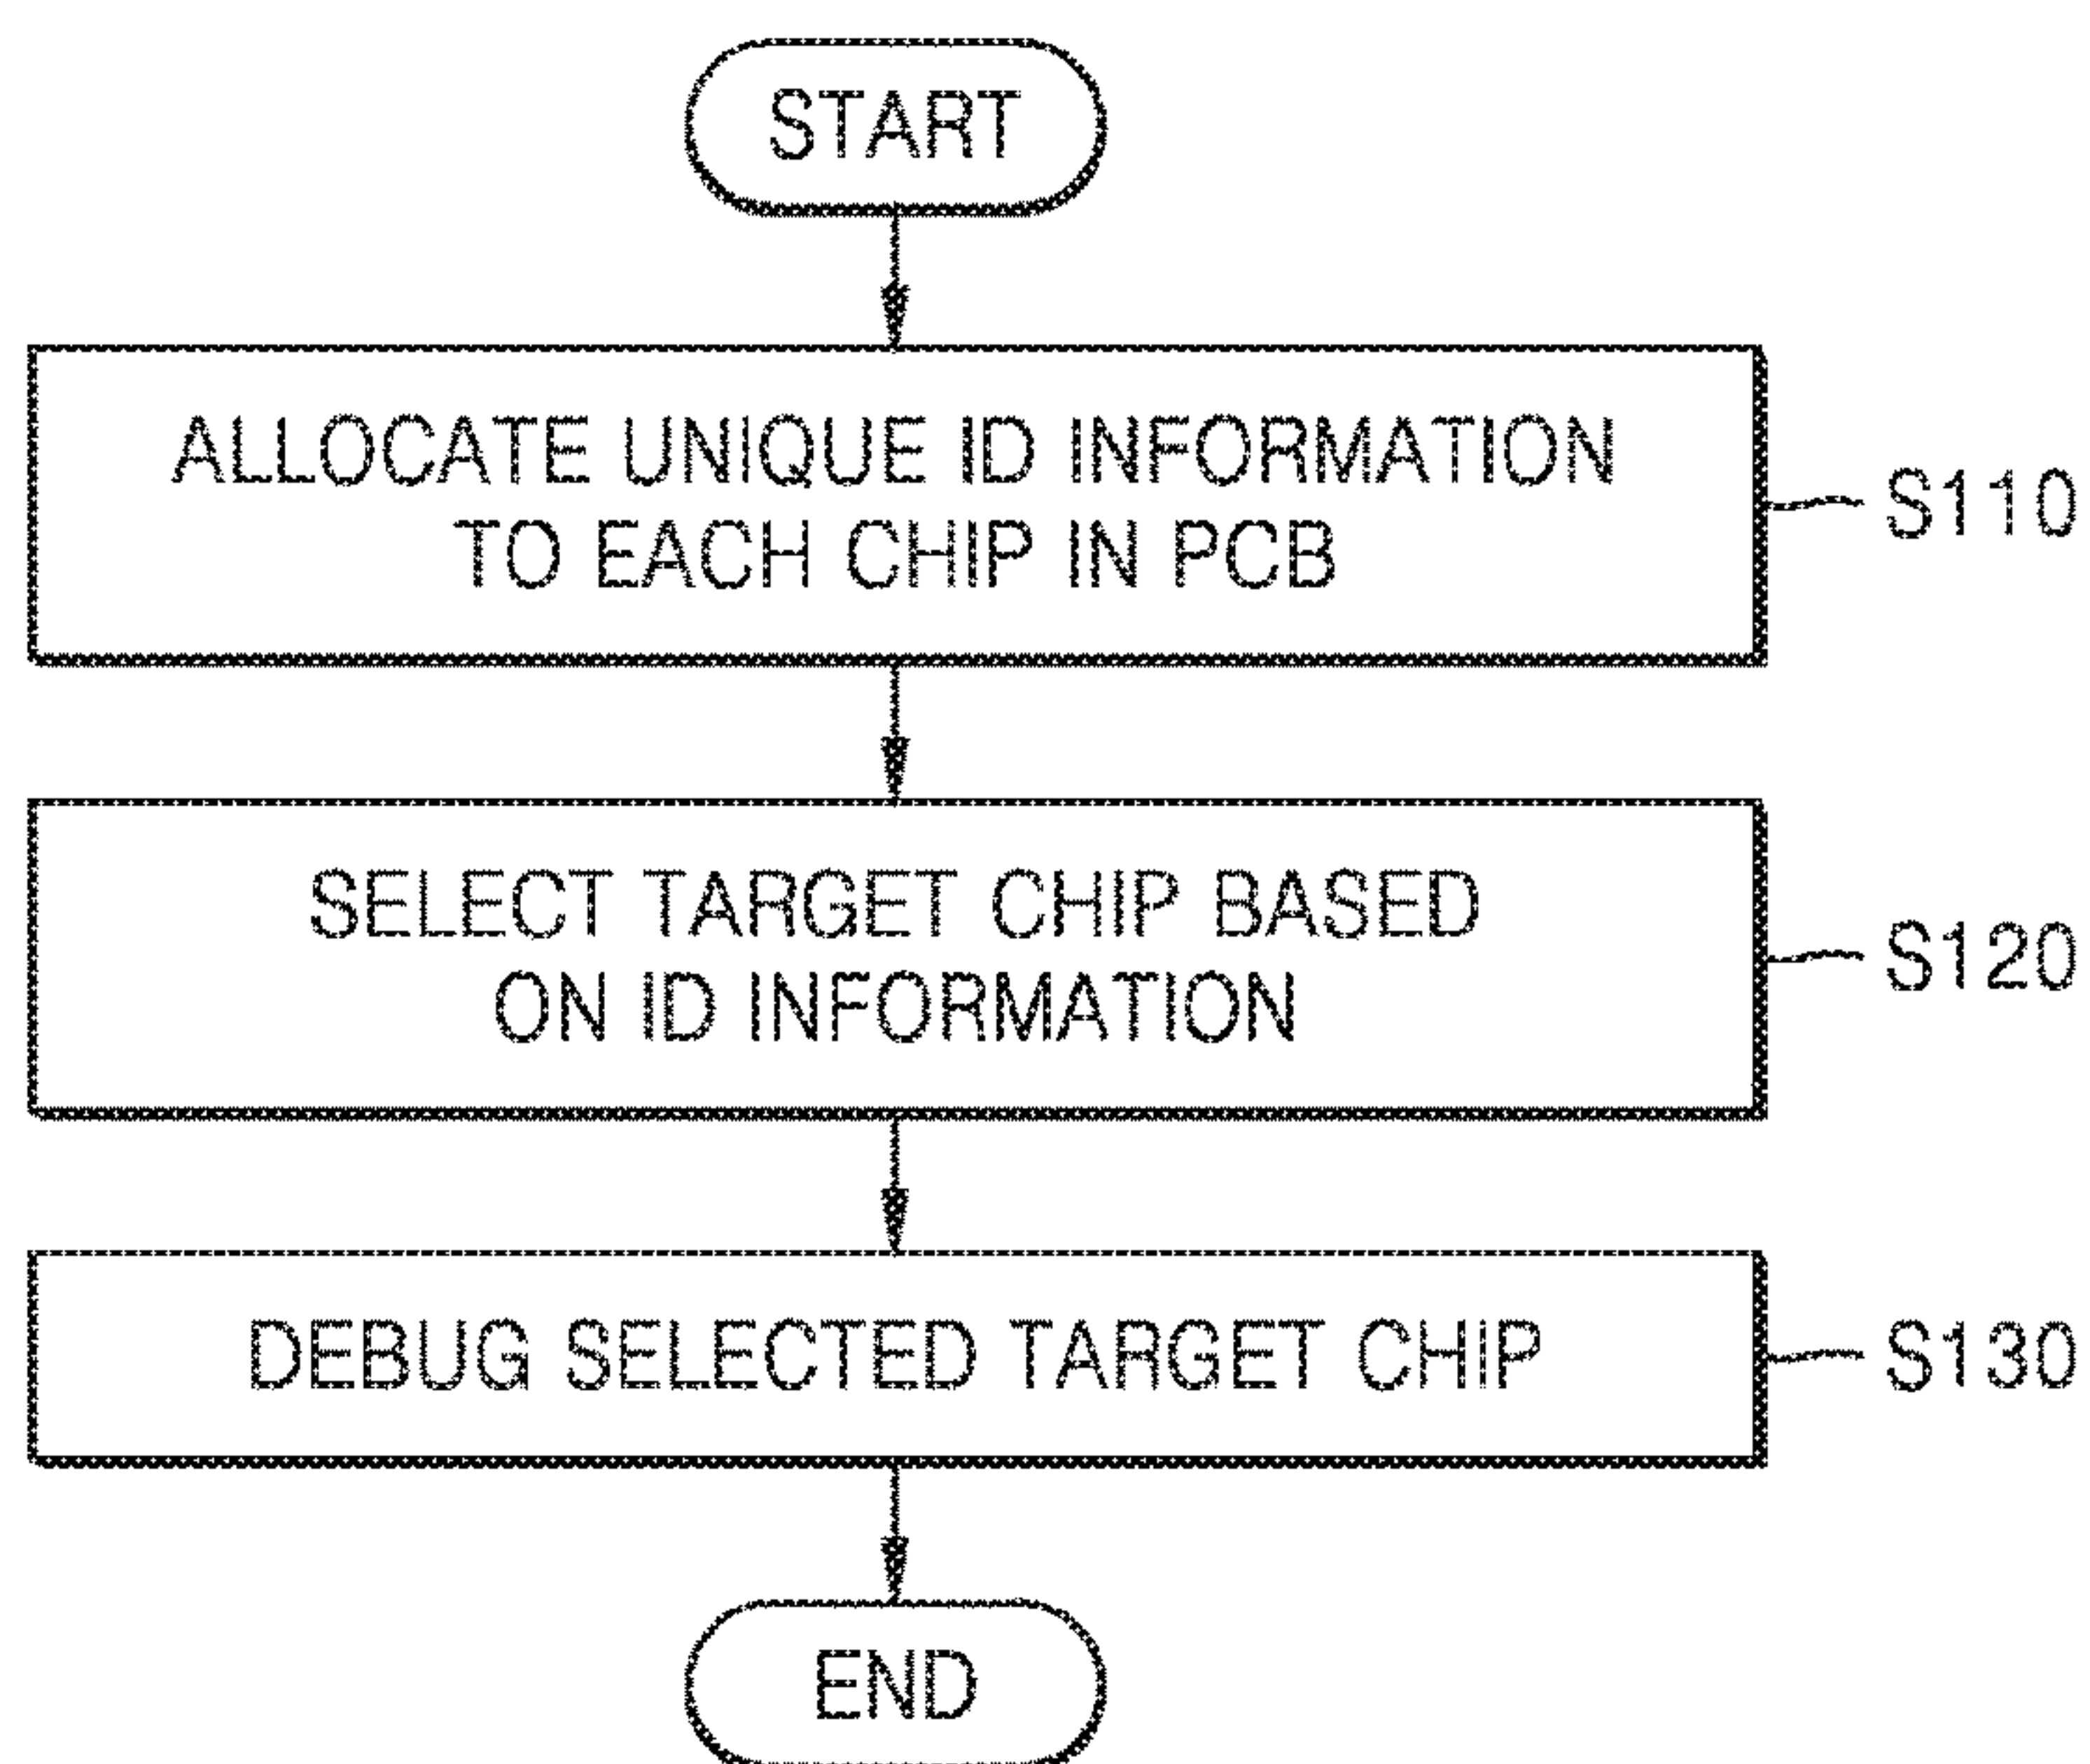 START
ALLOCATE UNIQUE ID INFORMATION
TO EACH CHIP IN PCB
S110
SELECT TARGET CHIP BASED
ON ID INFORMATION
S120
DEBUG SELECTED TARGET CHIP
S130
END